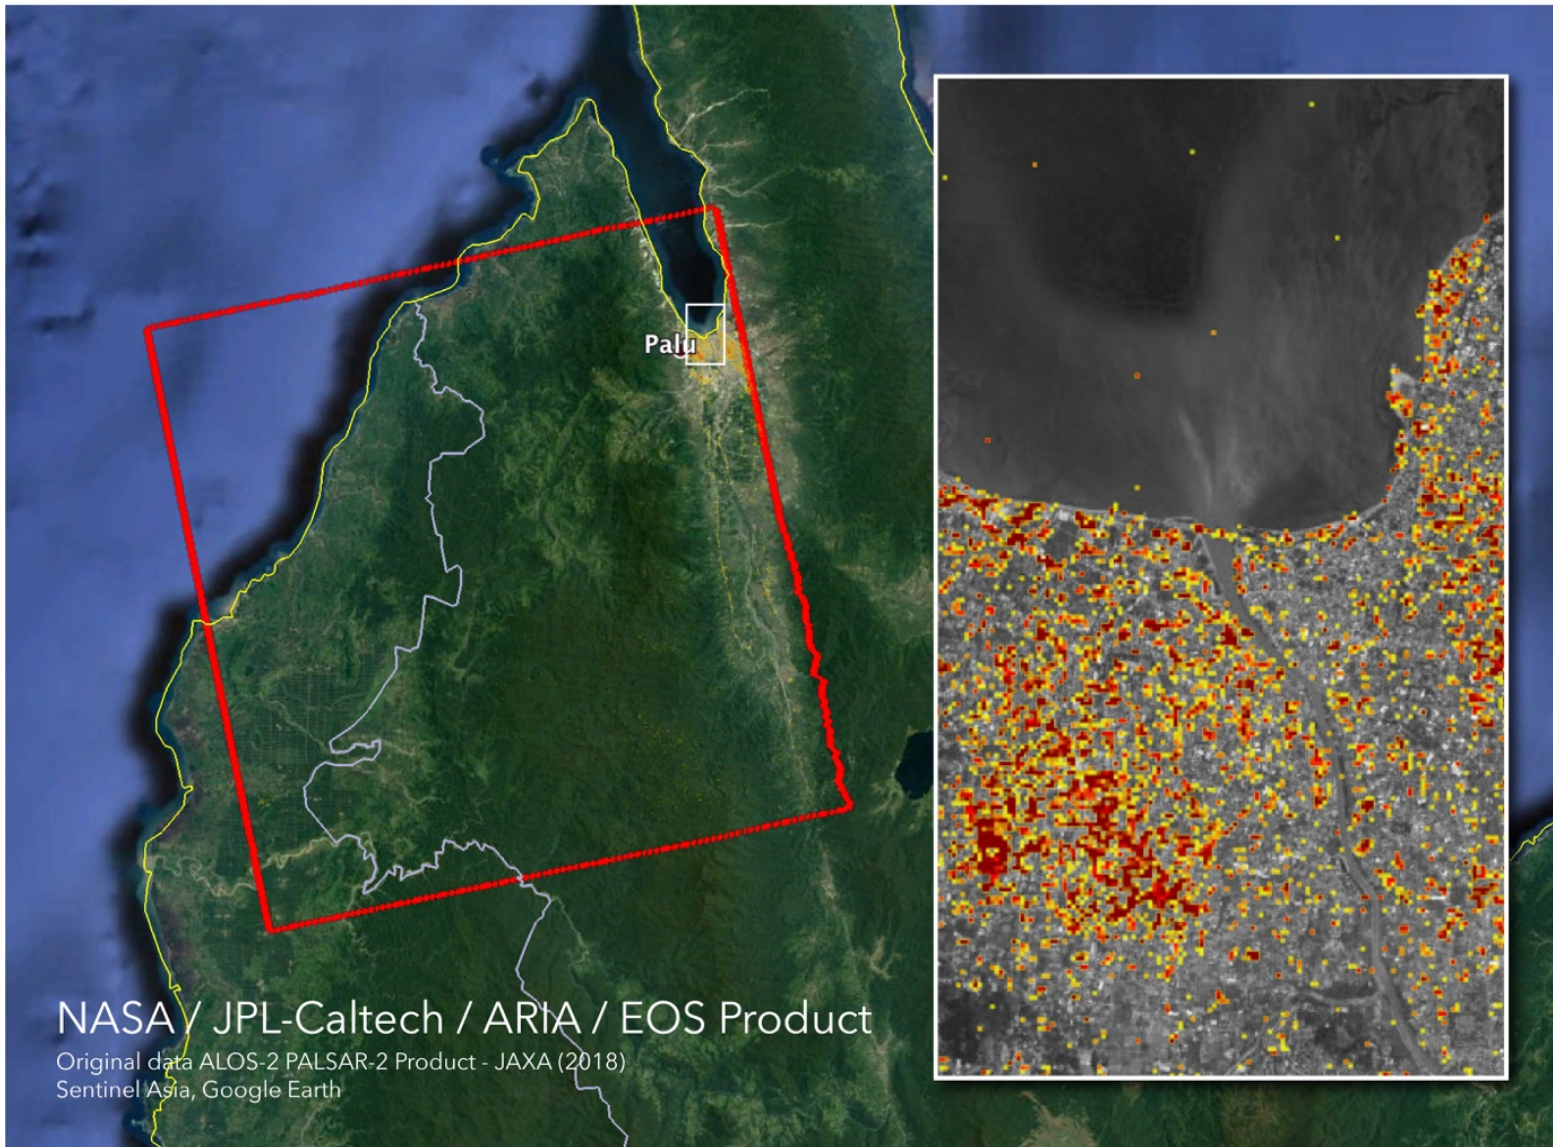 Palu
NASA / JPL-Caltech / ARIA / EOS Product
Original data ALOS-2 PALSAR-2 Product - JAXA (2018)
Sentinel Asia, Google Earth